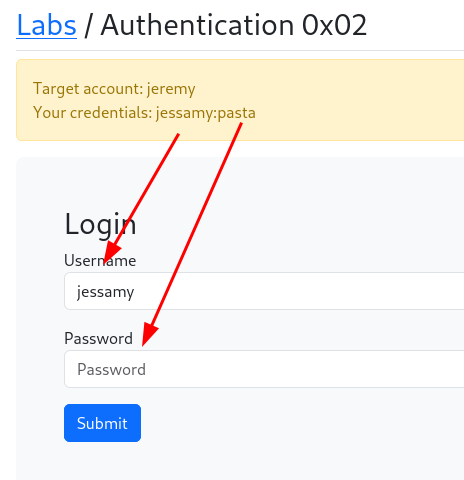 Labs / Authentication 0x02
Target account: jeremy
Your credentials: jessamy:pasta
Login
Username
jessamy
Password
Password
Submit